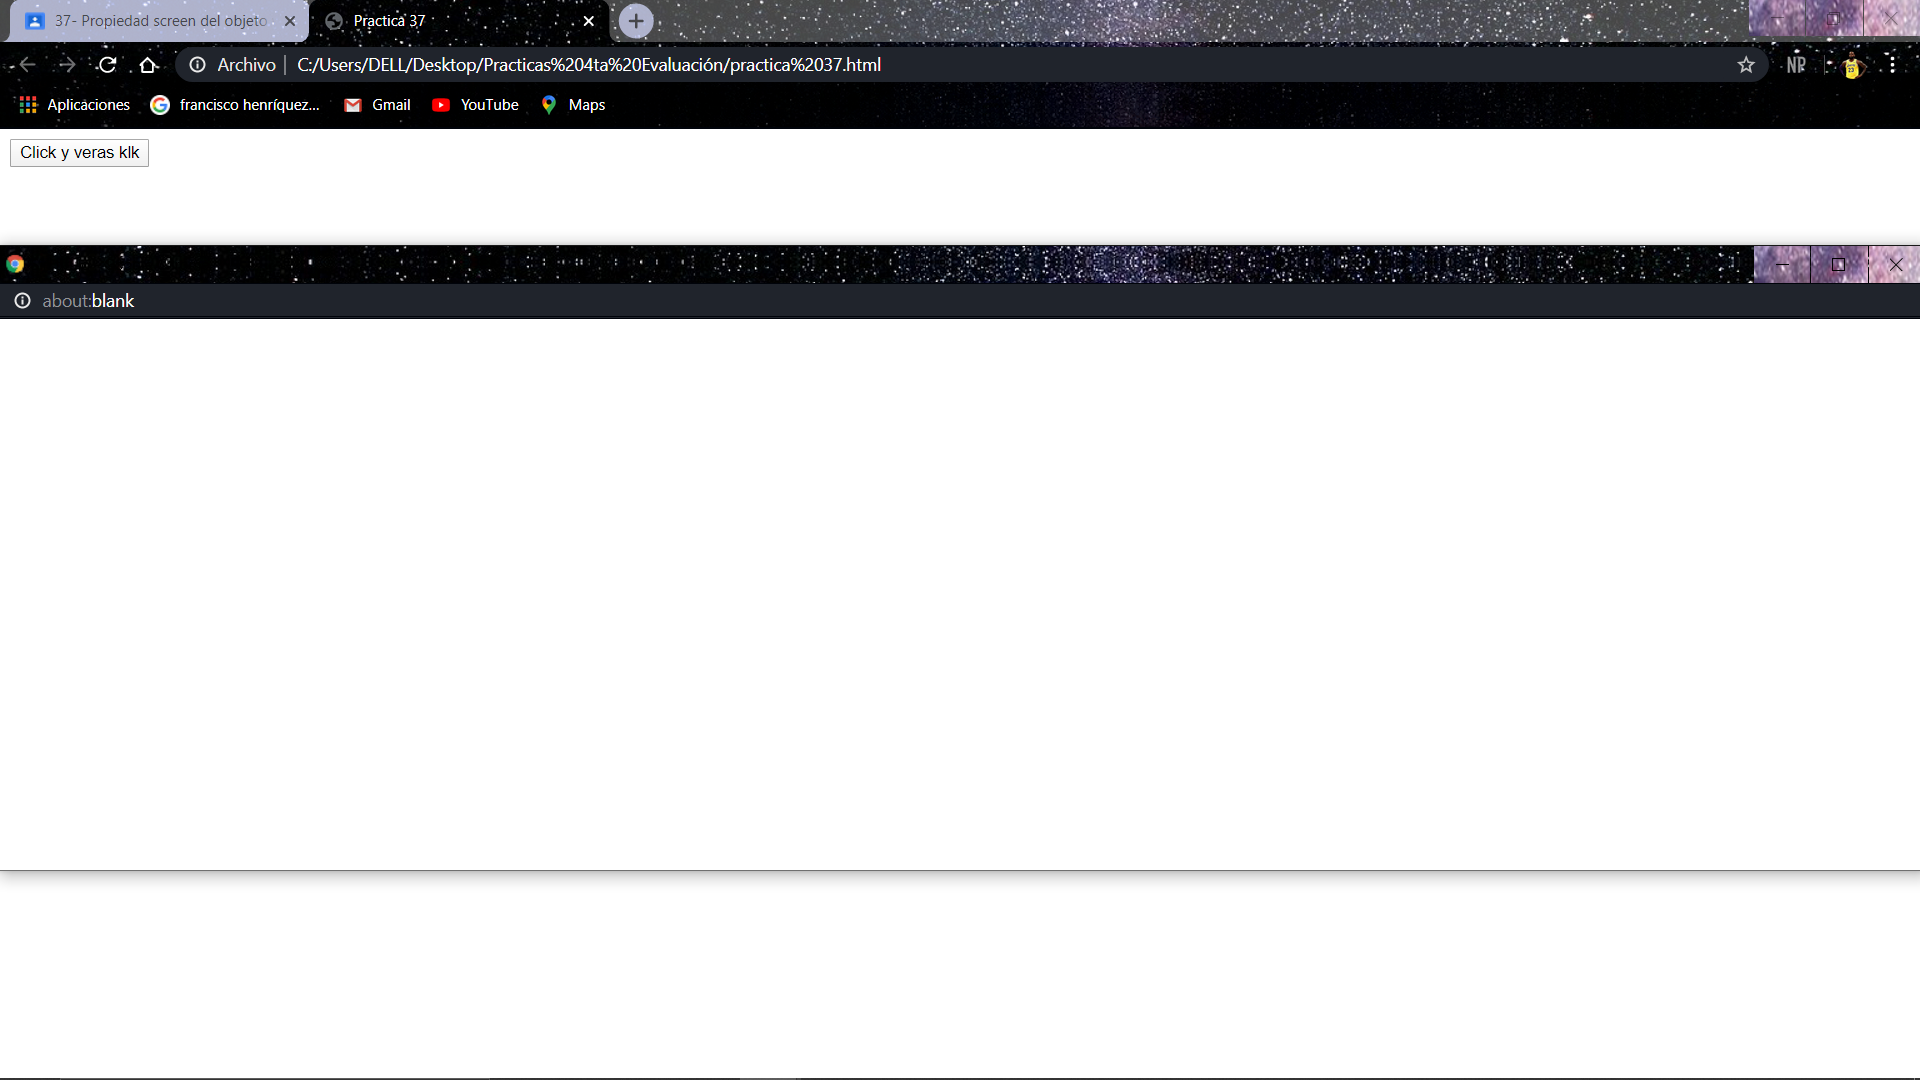 37- Propiedad screen del objeto
Practica 37
Archivo | C:/Users/DELL/Desktop/Practicas%204ta%20Evaluación/practica%2037.html
NR
Aplicaciones francisco henríquez... Gmail YouTube Maps
Click y veras klk
about:blank